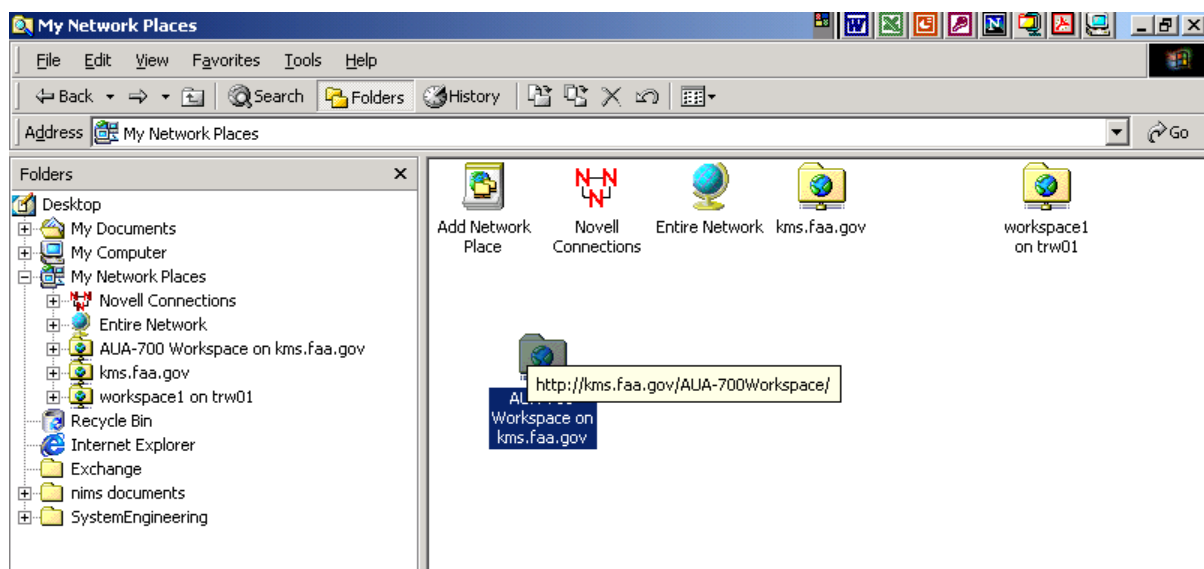 My Network Places
File Edit View Favorites Tools Help
Back Search Folders History
Address My Network Places Go
Folders
Desktop
My Documents
My Computer
My Network Places
Novell Connections
Entire Network
AUA-700 Workspace on kms.faa.gov
kms.faa.gov
workspace1 on trw01
Recycle Bin
Internet Explorer
Exchange
nims documents
SystemEngineering
Add Network
Place
Novell
Connections
Entire Network
kms.faa.gov
workspace1
on trw01
http://kms.faa.gov/AUA-700Workspace/
Workspace on
kms.faa.gov